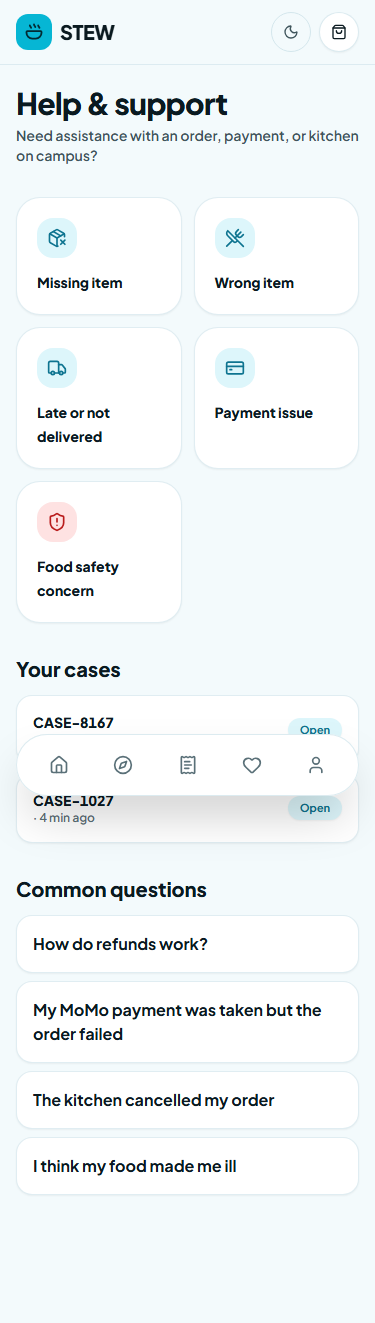 STEW
Help & support
Need assistance with an order, payment, or kitchen
on campus?
Missing item
Wrong item
Late or not
delivered
Payment issue
Food safety
concern
Your cases
CASE-8167
Open
CASE-1027
· 4 min ago
Open
Common questions
How do refunds work?
My MoMo payment was taken but the
order failed
The kitchen cancelled my order
I think my food made me ill